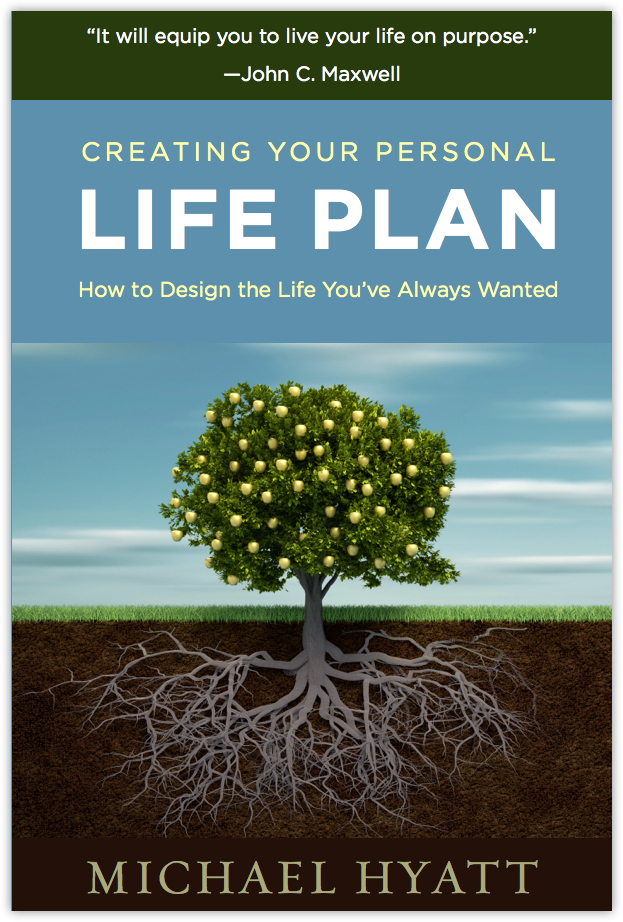 “It will equip you to live your life on purpose.”
—John C. Maxwell
CREATING YOUR PERSONAL
LIFE PLAN
How to Design the Life You’ve Always Wanted
MICHAEL HYATT